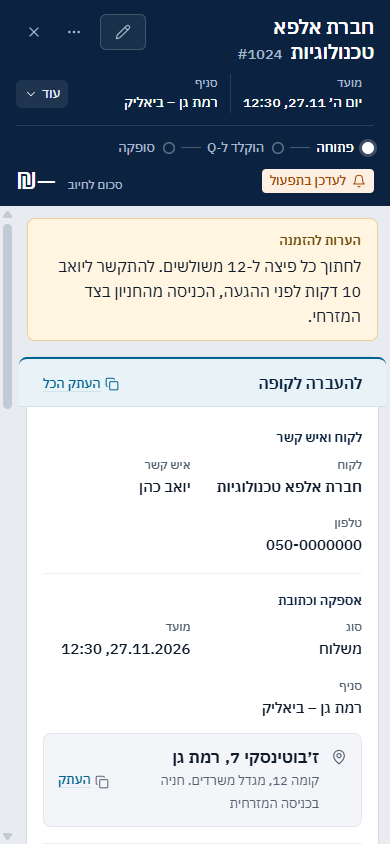 חברת אלפא
טכנולוגיות #1024
מועד
יום ה׳ 27.11, 12:30
סניף
רמת גן – ביאליק
עוד
פתוחה
הוקלד ל-Q
סופקה
לעדכן בתפעול
סכום לחיוב
—₪
הערות להזמנה
לחתוך כל פיצה ל-12 משולשים. להתקשר ליואב
10 דקות לפני ההגעה, הכניסה מהחניון בצד
המזרחי.
להעברה לקופה
העתק הכל
לקוח ואיש קשר
לקוח
חברת אלפא טכנולוגיות
איש קשר
יואב כהן
טלפון
050-0000000
אספקה וכתובת
סוג
משלוח
מועד
27.11.2026, 12:30
סניף
רמת גן – ביאליק
ז׳בוטינסקי 7, רמת גן
קומה 12, מגדל משרדים. חניה
בכניסה המזרחית
העתק